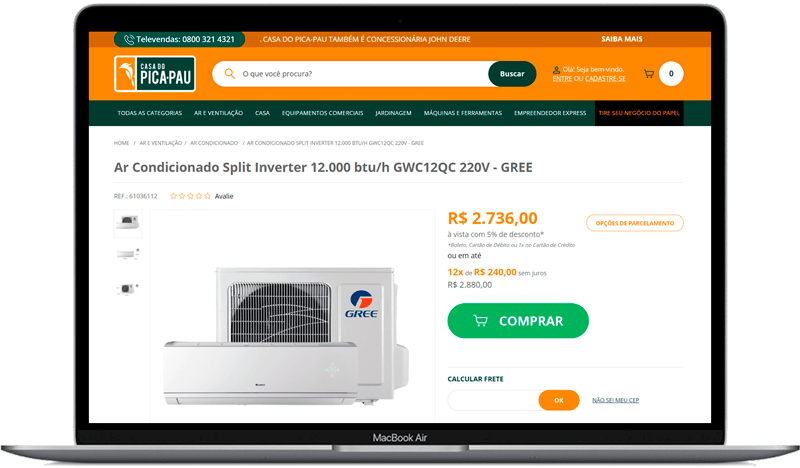 Televendas: 0800 321 4321
. CASA DO PICA-PAU TAMBÉM É CONCESSIONÁRIA JOHN DEERE
SAIBA MAIS
CASA DO
PICA-PAU
O que você procura?
Buscar
Olá! Seja bem-vindo.
ENTRE OU CADASTRE-SE
0
TODAS AS CATEGORIAS AR E VENTILAÇÃO CASA EQUIPAMENTOS COMERCIAIS JARDINAGEM MÁQUINAS E FERRAMENTAS EMPREENDEDOR EXPRESS TIRE SEU NEGÓCIO DO PAPEL
HOME / AR E VENTILAÇÃO / AR CONDICIONADO / AR CONDICIONADO SPLIT INVERTER 12.000 BTU/H GWC12QC 220V - GREE
Ar Condicionado Split Inverter 12.000 btu/h GWC12QC 220V - GREE
REF.: 61036112
Avalie
GREE
R$ 2.736,00
à vista com 5% de desconto*
*Boleto, Cartão de Débito ou 1x no Cartão de Crédito
ou em até
12x de R$ 240,00 sem juros
R$ 2.880,00
OPÇÕES DE PARCELAMENTO
COMPRAR
CALCULAR FRETE
OK
NÃO SEI MEU CEP
MacBook Air